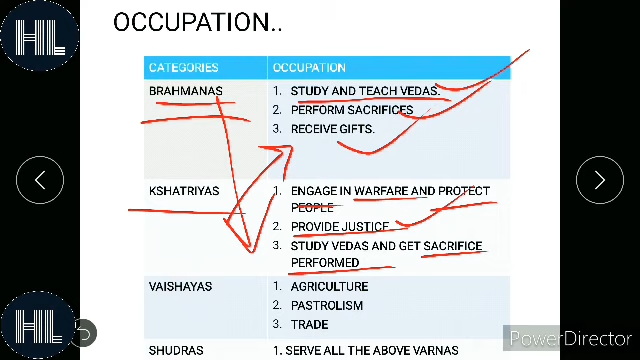 HL
OCCUPATION..
CATEGORIES OCCUPATION
BRAHMANAS 1. STUDY AND TEACH VEDAS.
2. PERFORM SACRIFICES
3. RECEIVE GIFTS.
KSHATRIYAS 1. ENGAGE IN WARFARE AND PROTECT
PEOPLE
2. PROVIDE JUSTICE
3. STUDY VEDAS AND GET SACRIFICE
PERFORMED
VAISHAYAS 1. AGRICULTURE
2. PASTROLISM
3. TRADE
HL
PowerDirector
SHUDRAS 1. SERVE ALL THE ABOVE VARNAS